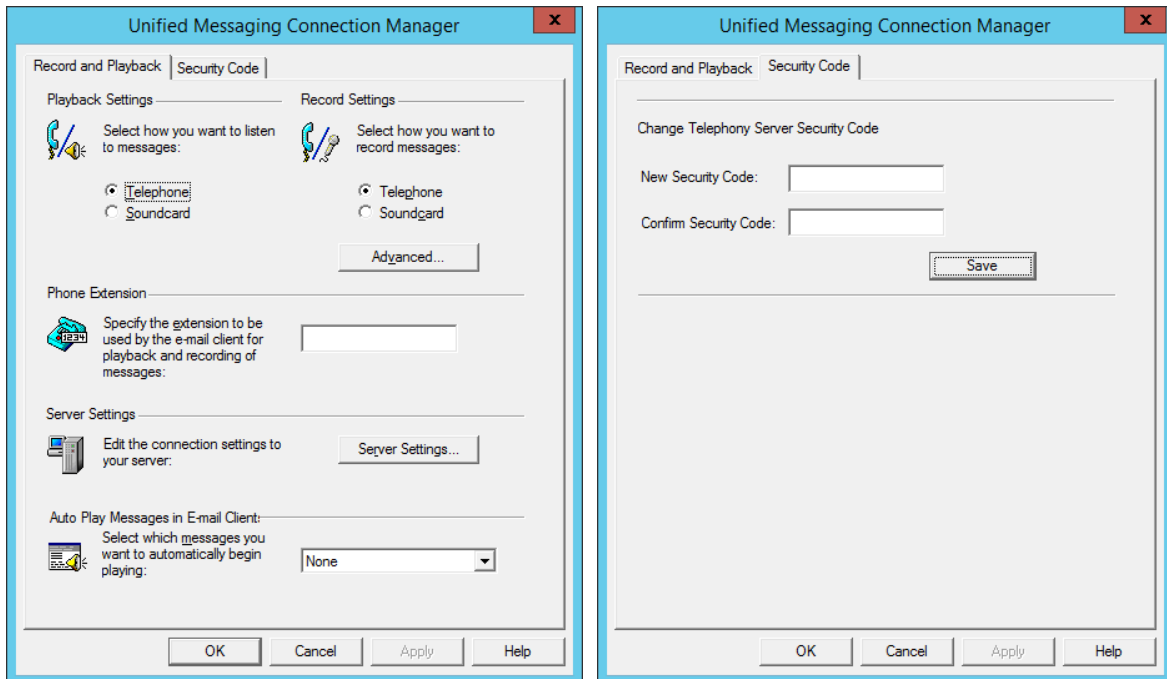 Unified Messaging Connection Manager
x
Record and Playback
Security Code
Playback Settings
Select how you want to listen
to messages:
Telephone
Soundcard
Record Settings
Select how you want to
record messages:
Telephone
Soundcard
Advanced...
Phone Extension
Specify the extension to be
used by the e-mail client for
playback and recording of
messages:
1234
Server Settings
Edit the connection settings to
your server:
Server Settings...
Auto Play Messages in E-mail Client:
Select which messages you
want to automatically begin
playing:
None
OK
Cancel
Apply
Help
Unified Messaging Connection Manager
x
Record and Playback
Security Code
Change Telephony Server Security Code
New Security Code:
Confirm Security Code:
Save
OK
Cancel
Apply
Help